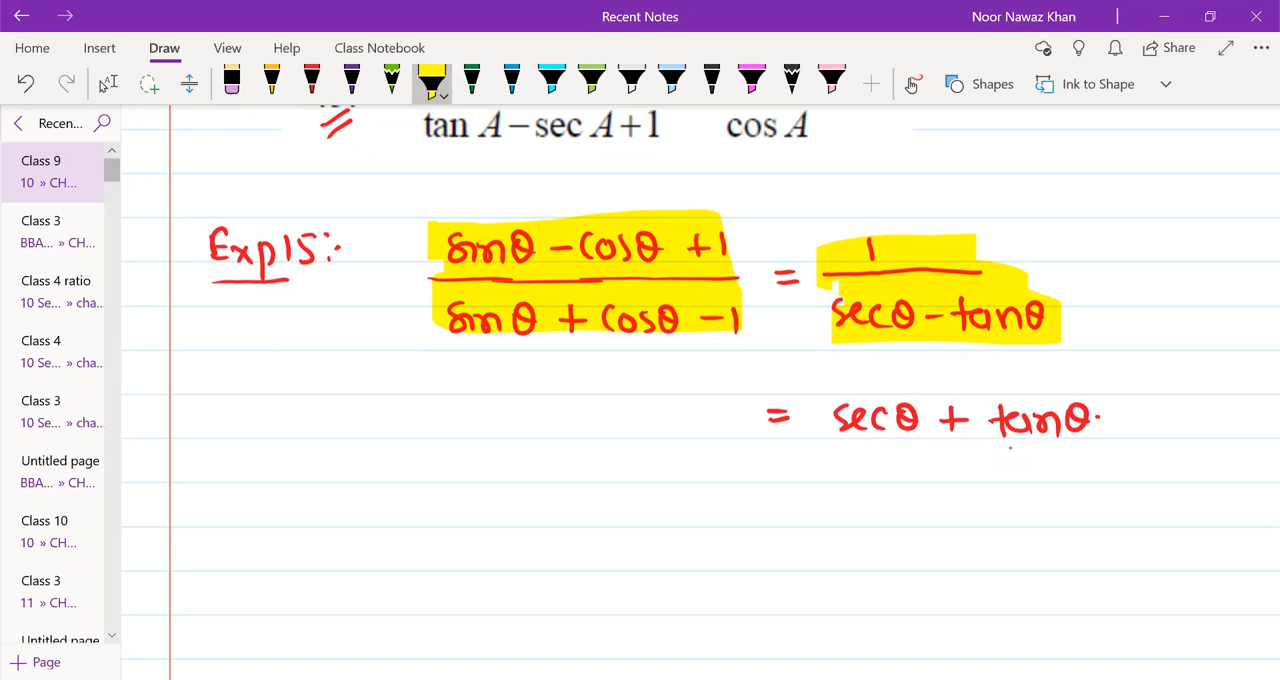 Recent Notes
Noor Nawaz Khan
Home Insert Draw View Help Class Notebook Share
Shapes Ink to Shape
Recen...
Class 9
10 » CH...
Class 3
BBA... » CH...
Class 4 ratio
10 Se... » cha...
Class 4
10 Se... » cha..
Class 3
10 Se... » cha..
Untitled page
BBA... » CH...
Class 10
10 » CH...
Class 3
11 » CH...
Untitled page
+ Page
tan A − sec A + 1 cos A
Exp15:
sinθ − cosθ + 1
sinθ + cosθ − 1
= 1
secθ − tanθ
= secθ + tanθ.